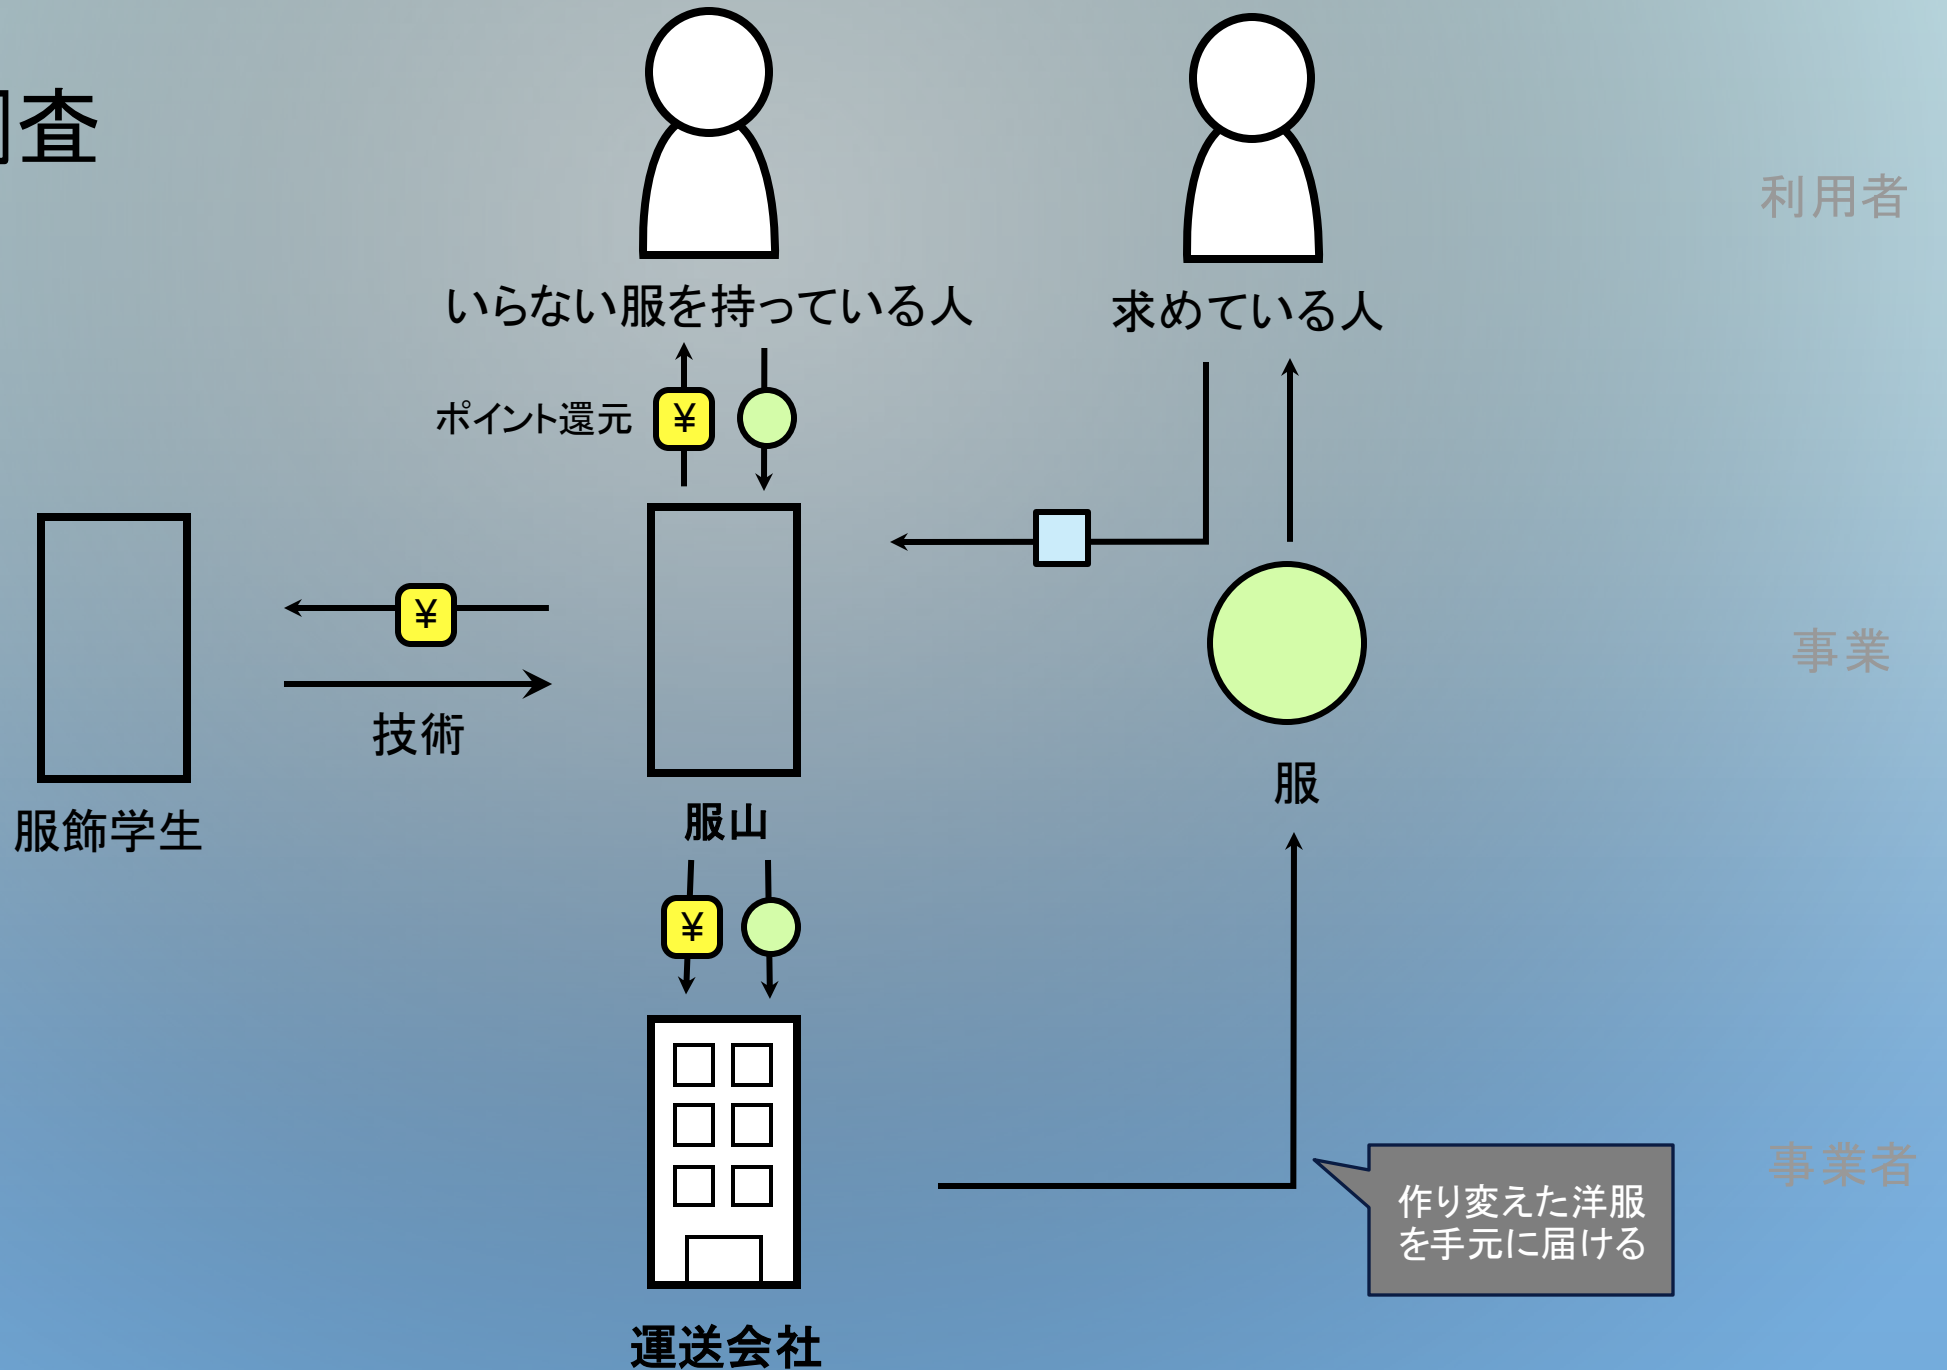 査
利用者
いらない服を持っている人
求めている人
ポイント還元
¥
¥
技術
事業
服飾学生
服山
服
¥
作り変えた洋服
を手元に届ける
事業者
運送会社